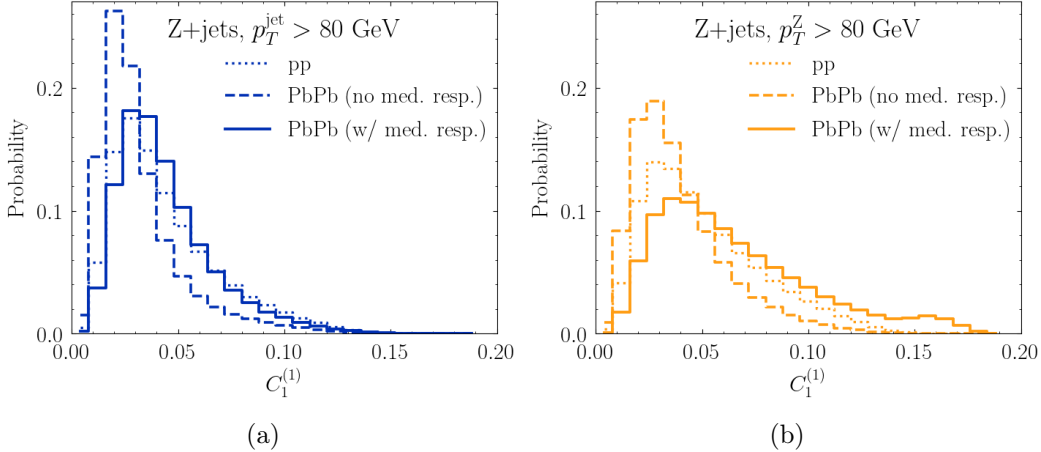 Z+jets, $p_T^{\mathrm{jet}} > 80$ GeV
pp
PbPb (no med. resp.)
PbPb (w/ med. resp.)
Probability
0.2
0.1
0.0
0.00 0.05 0.10 0.15 0.20
$C_1^{(1)}$
(a)
Z+jets, $p_T^{\mathrm{Z}} > 80$ GeV
pp
PbPb (no med. resp.)
PbPb (w/ med. resp.)
Probability
0.2
0.1
0.0
0.00 0.05 0.10 0.15 0.20
$C_1^{(1)}$
(b)